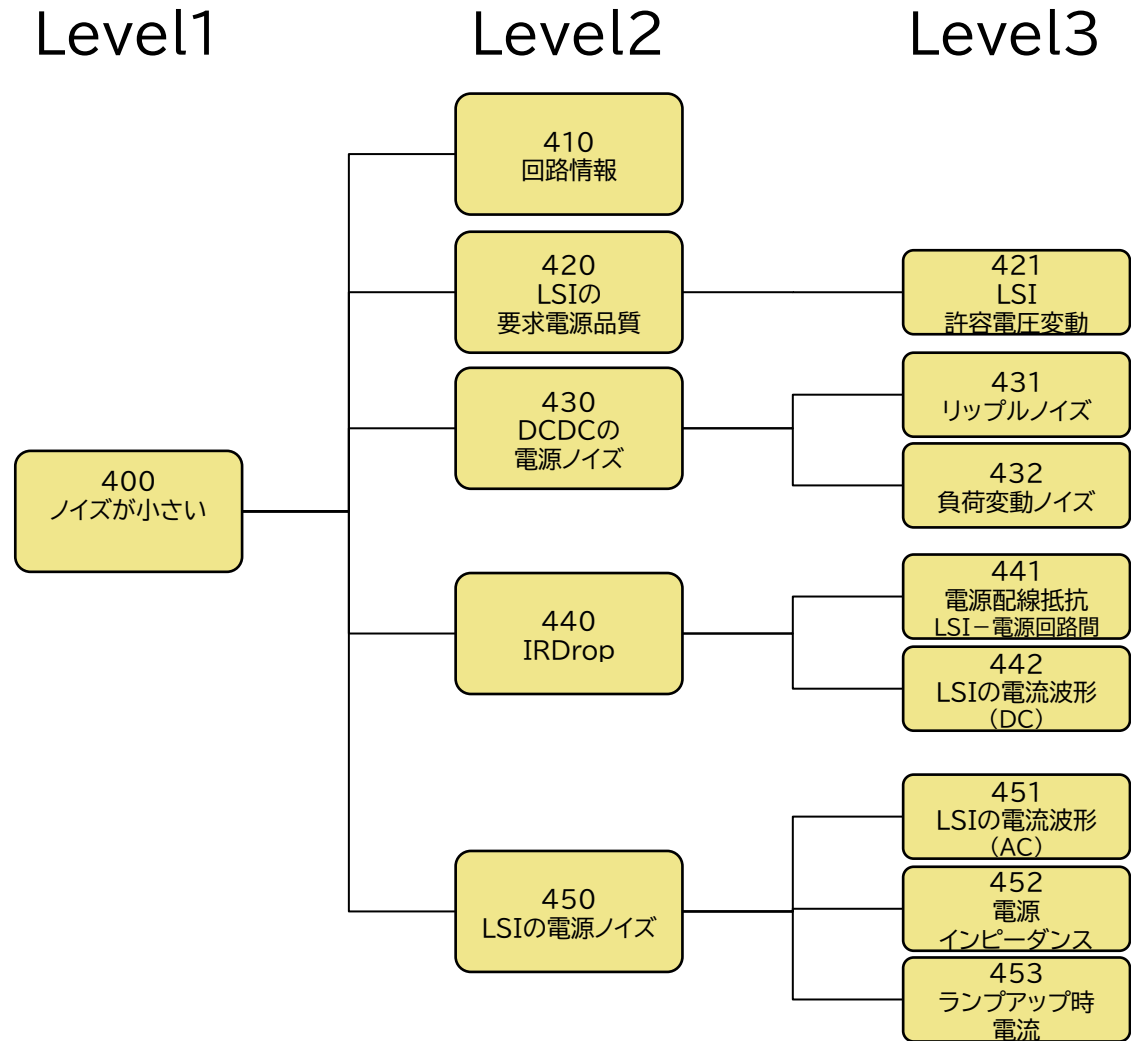 Level1
Level2
Level3
400
ノイズが小さい
410
回路情報
420
LSIの
要求電源品質
430
DCDCの
電源ノイズ
440
IRDrop
450
LSIの電源ノイズ
421
LSI
許容電圧変動
431
リップルノイズ
432
負荷変動ノイズ
441
電源配線抵抗
LSI−電源回路間
442
LSIの電流波形
(DC)
451
LSIの電流波形
(AC)
452
電源
インピーダンス
453
ランプアップ時
電流